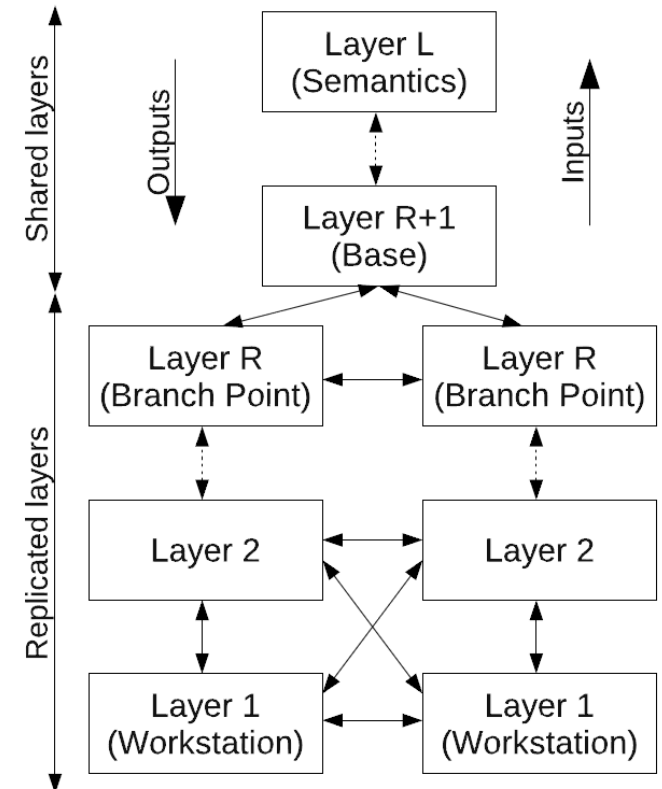 Shared layers
Outputs
Layer L
(Semantics)
Inputs
Layer R+1
(Base)
Replicated layers
Layer R
(Branch Point)
Layer R
(Branch Point)
Layer 2
Layer 2
Layer 1
(Workstation)
Layer 1
(Workstation)